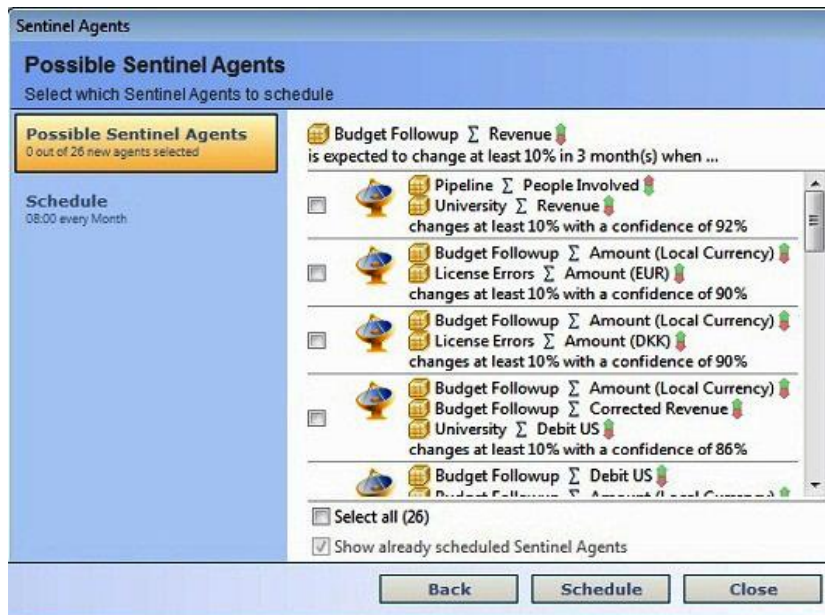 Sentinel Agents
Possible Sentinel Agents
Select which Sentinel Agents to schedule
Possible Sentinel Agents
0 out of 26 new agents selected
Schedule
08:00 every Month
Budget Followup Σ Revenue
is expected to change at least 10% in 3 month(s) when ...
Pipeline Σ People Involved
University Σ Revenue
changes at least 10% with a confidence of 92%
Budget Followup Σ Amount (Local Currency)
License Errors Σ Amount (EUR)
changes at least 10% with a confidence of 90%
Budget Followup Σ Amount (Local Currency)
License Errors Σ Amount (DKK)
changes at least 10% with a confidence of 90%
Budget Followup Σ Amount (Local Currency)
Budget Followup Σ Corrected Revenue
University Σ Debit US
changes at least 10% with a confidence of 86%
Budget Followup Σ Debit US
Budget Followup Σ Amount (Local Currency)
Select all (26)
Show already scheduled Sentinel Agents
Back Schedule Close